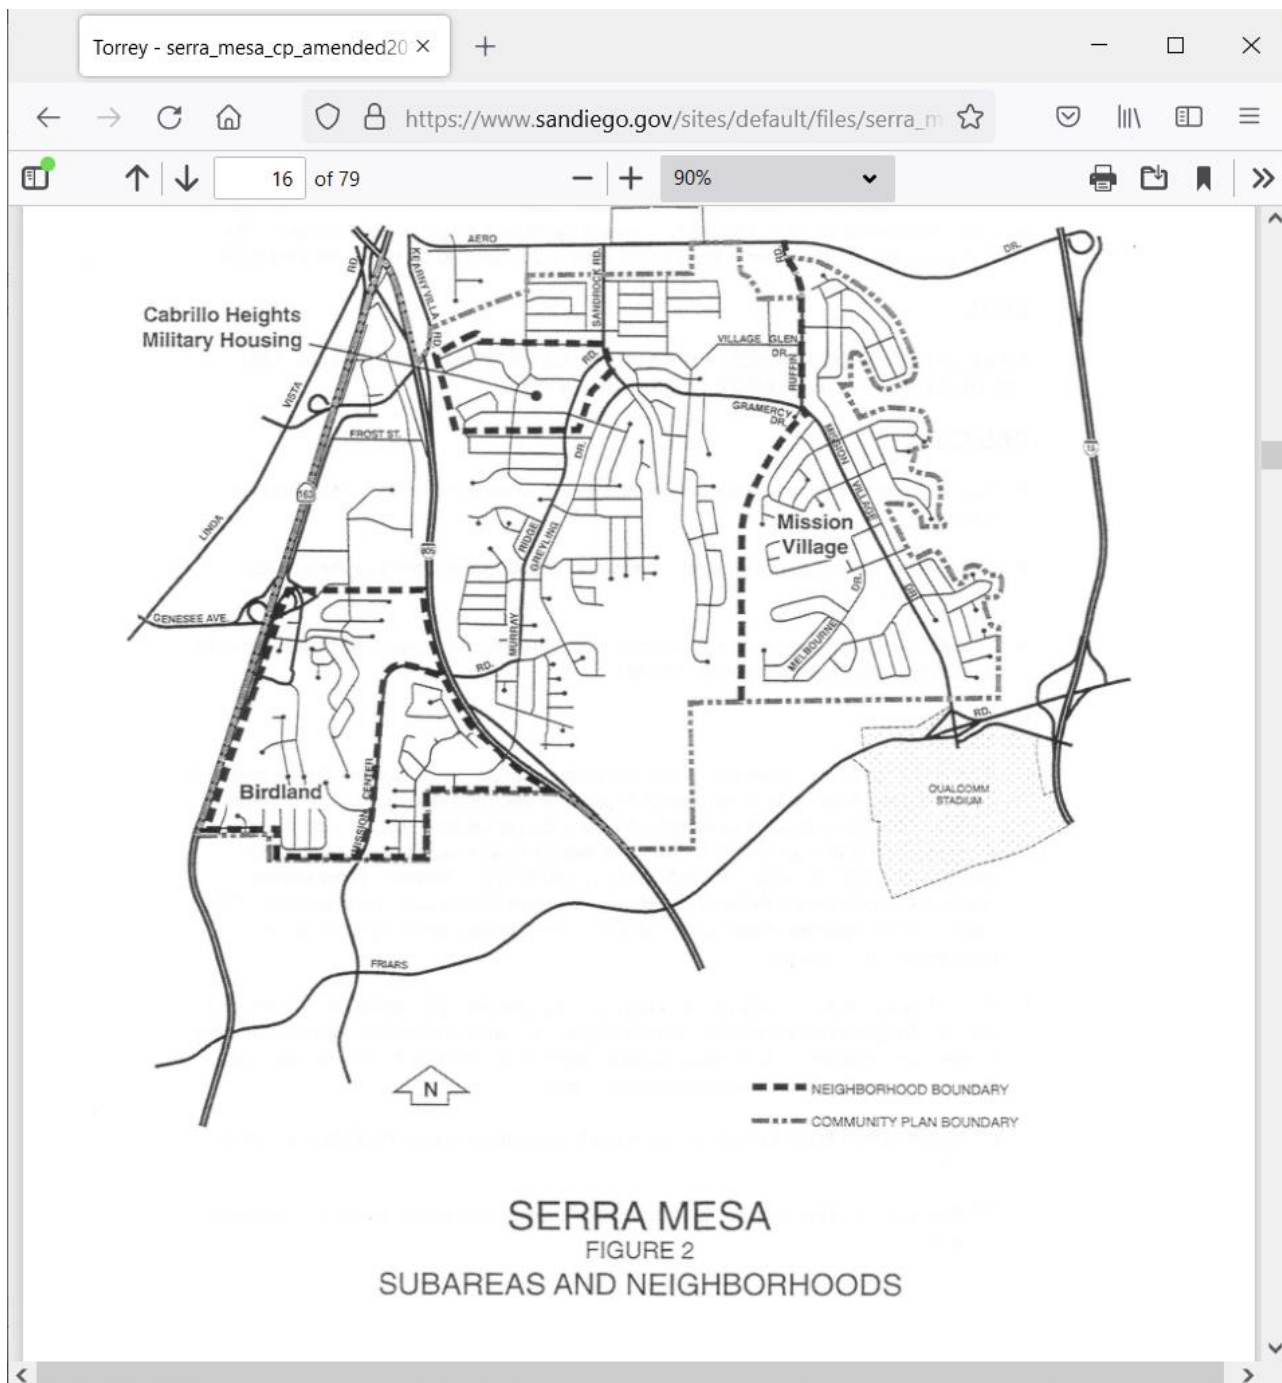 Torrey - serra_mesa_cp_amended20
https://www.sandiego.gov/sites/default/files/serra_m
16 of 79
90%
AERO
DR.
RD.
KEARNY VILLA RD.
SANDROCK RD.
RD.
Cabrillo Heights
Military Housing
VILLAGE GLEN
DR.
RUFFIN
RD.
VISTA
GRAMERCY
DR.
FROST ST.
MISSION
VILLAGE
DR.
15
163
DR.
LINDA
Mission
Village
RIDGE
GREYLING
805
GENESEE AVE.
MURRAY
MELBOURNE
DR.
RD.
RD.
Birdland
CENTER
MISSION
QUALCOMM
STADIUM
FRIARS
N
NEIGHBORHOOD BOUNDARY
COMMUNITY PLAN BOUNDARY
SERRA MESA
FIGURE 2
SUBAREAS AND NEIGHBORHOODS